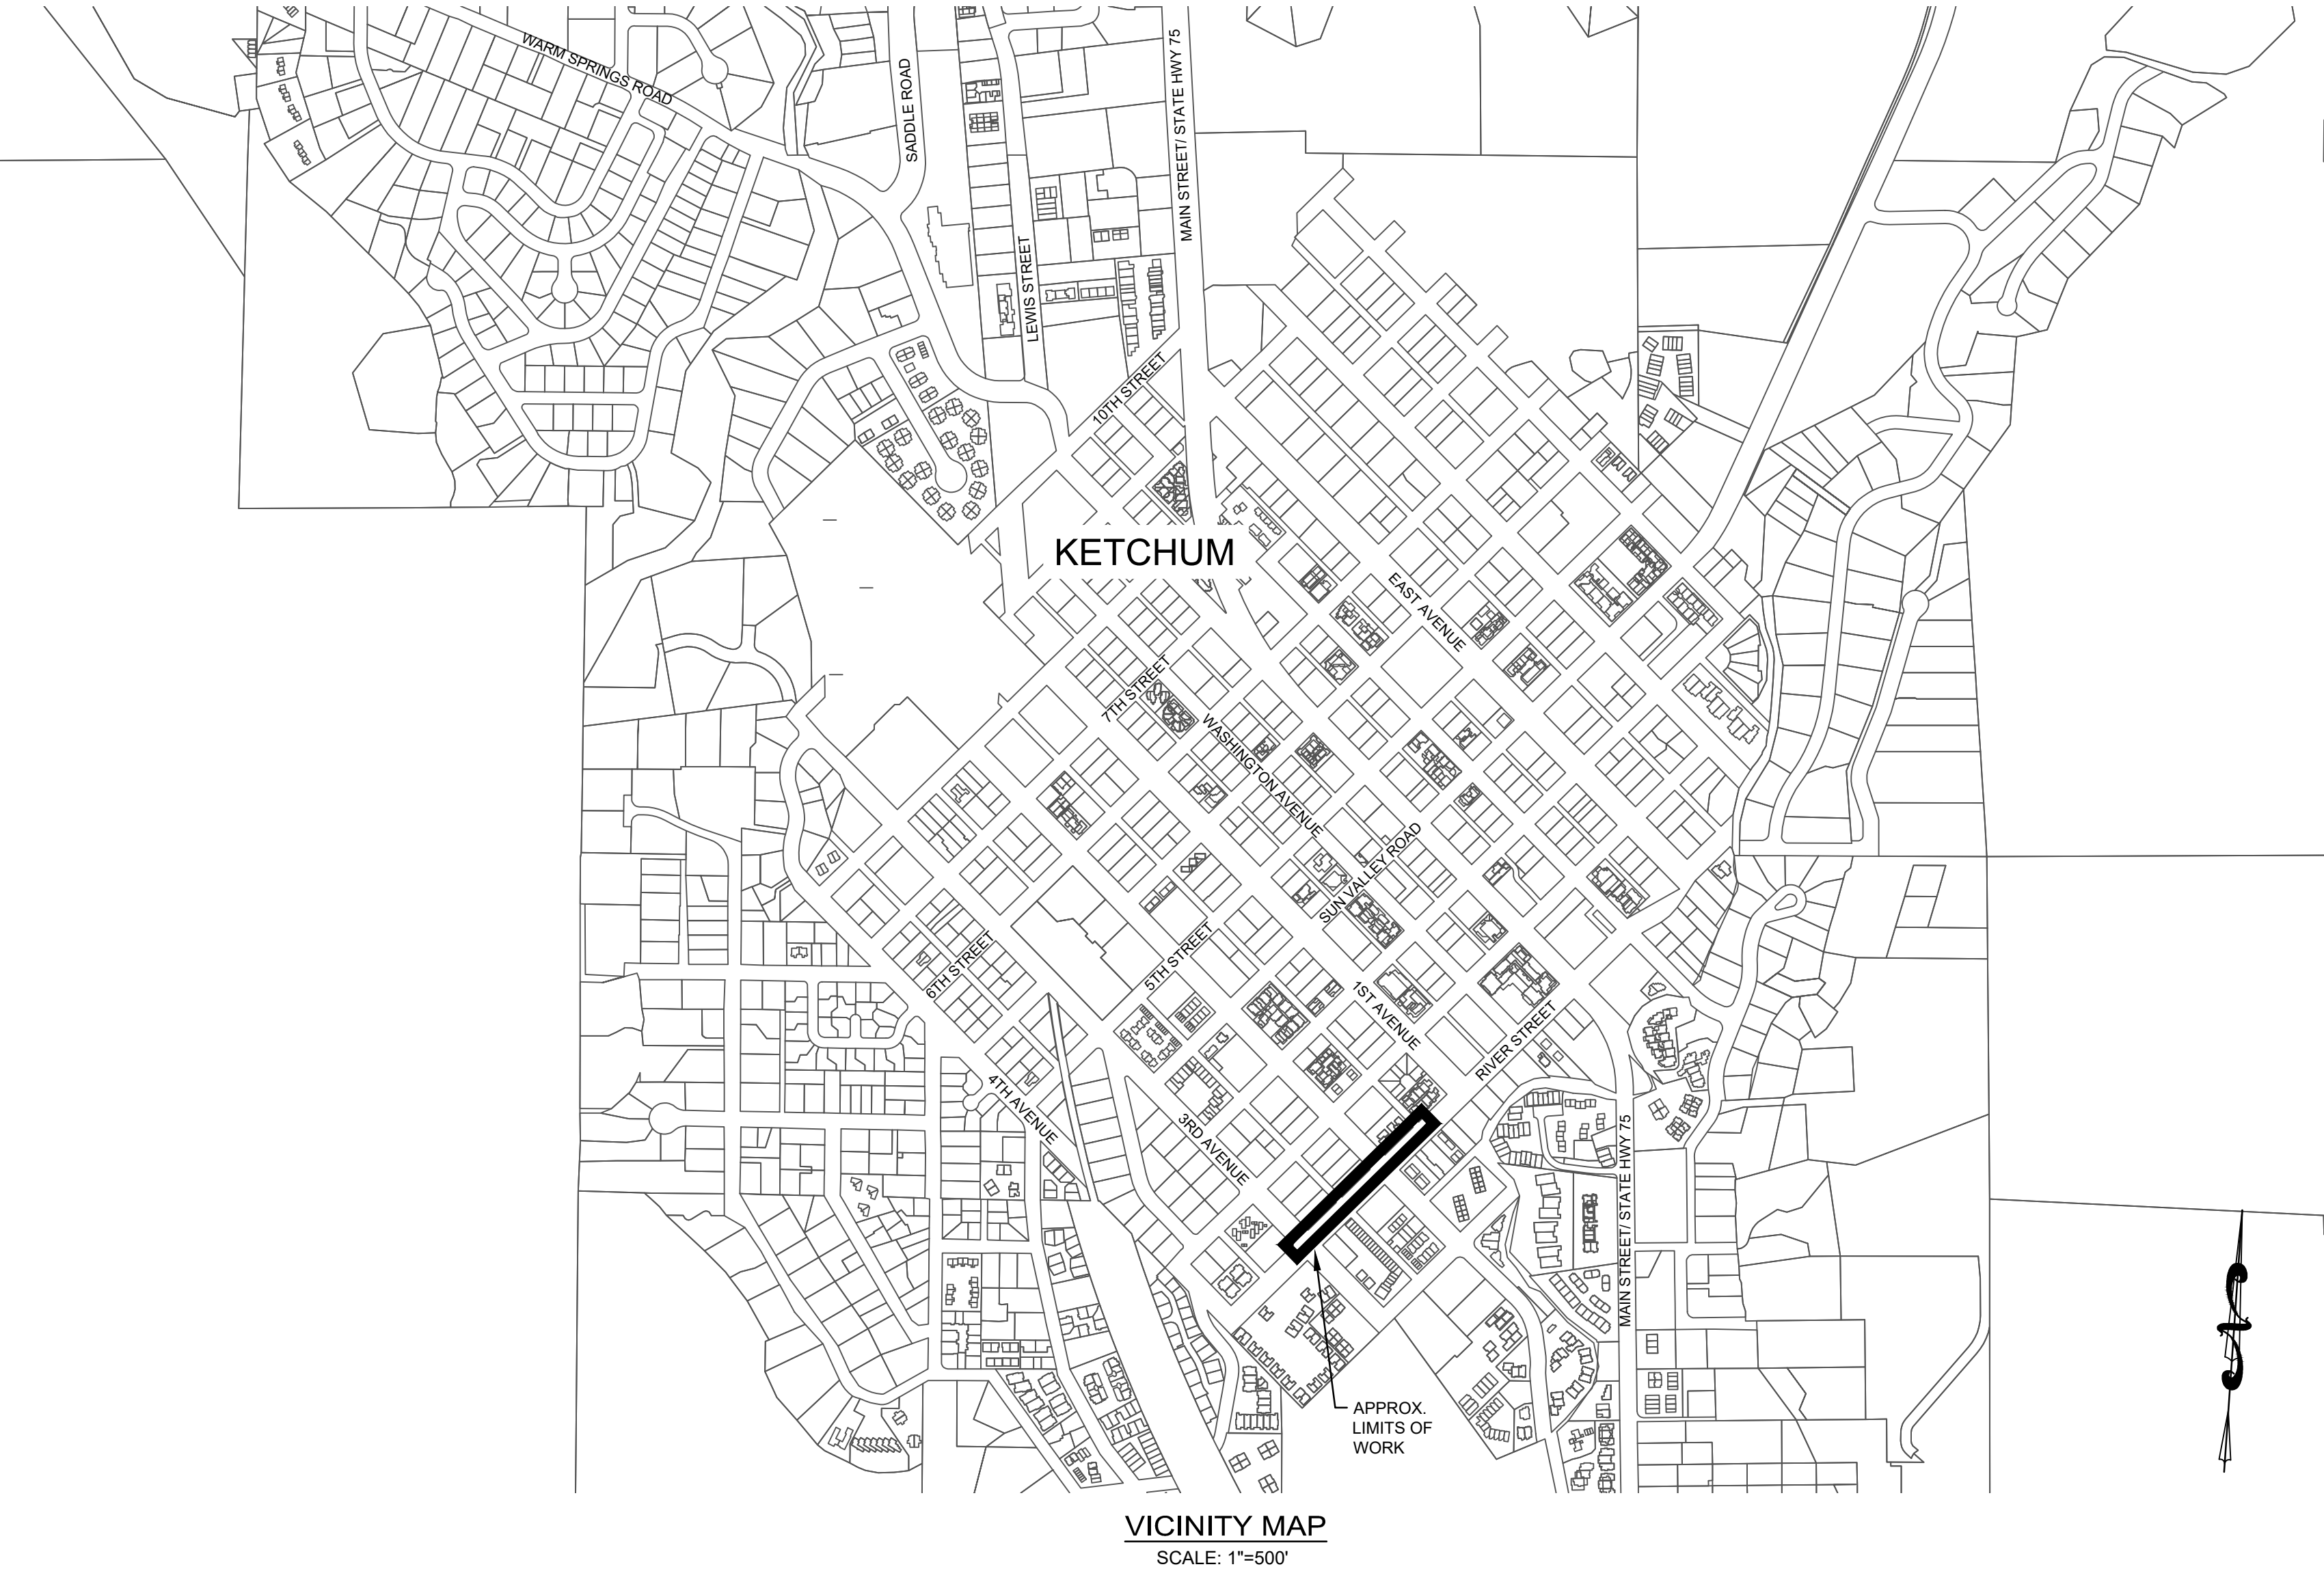 WARM SPRINGS ROAD
SADDLE ROAD
MAIN STREET/ STATE HWY 75
LEWIS STREET
10TH STREET
KETCHUM
EAST AVENUE
7TH STREET
WASHINGTON AVENUE
SUN VALLEY ROAD
5TH STREET
6TH STREET
1ST AVENUE
RIVER STREET
4TH AVENUE
3RD AVENUE
MAIN STREET/ STATE HWY 75
APPROX.
LIMITS OF
WORK
VICINITY MAP
SCALE: 1"=500'